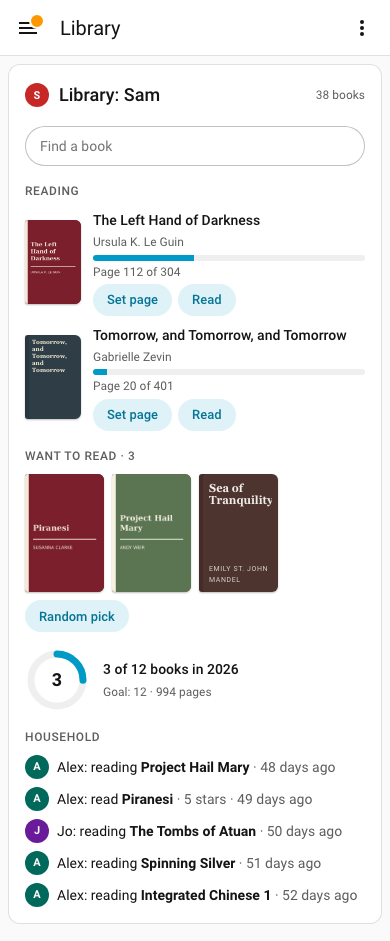 Library
S
Library: Sam
38 books
Find a book
READING
The Left
Hand of
Darkness
URSULA K. LE GUIN
The Left Hand of Darkness
Ursula K. Le Guin
Page 112 of 304
Set page
Read
Tomorrow,
and
Tomorrow,
and
Tomorrow
Tomorrow, and Tomorrow, and Tomorrow
Gabrielle Zevin
Page 20 of 401
Set page
Read
WANT TO READ · 3
Piranesi
SUSANNA CLARKE
Project Hail
Mary
ANDY WEIR
Sea of
Tranquility
EMILY ST. JOHN
MANDEL
Random pick
3
3 of 12 books in 2026
Goal: 12 · 994 pages
HOUSEHOLD
A
Alex: reading Project Hail Mary · 48 days ago
A
Alex: read Piranesi · 5 stars · 49 days ago
J
Jo: reading The Tombs of Atuan · 50 days ago
A
Alex: reading Spinning Silver · 51 days ago
A
Alex: reading Integrated Chinese 1 · 52 days ago